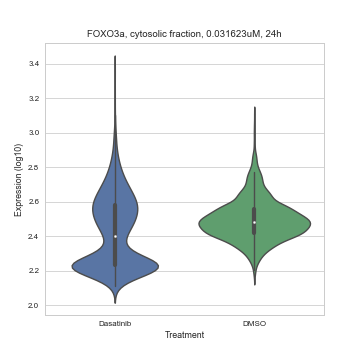 FOXO3a, cytosolic fraction, 0.031623uM, 24h
3.4
3.2
3.0
2.8
2.6
2.4
2.2
2.0
Expression (log10)
Dasatinib
DMSO
Treatment